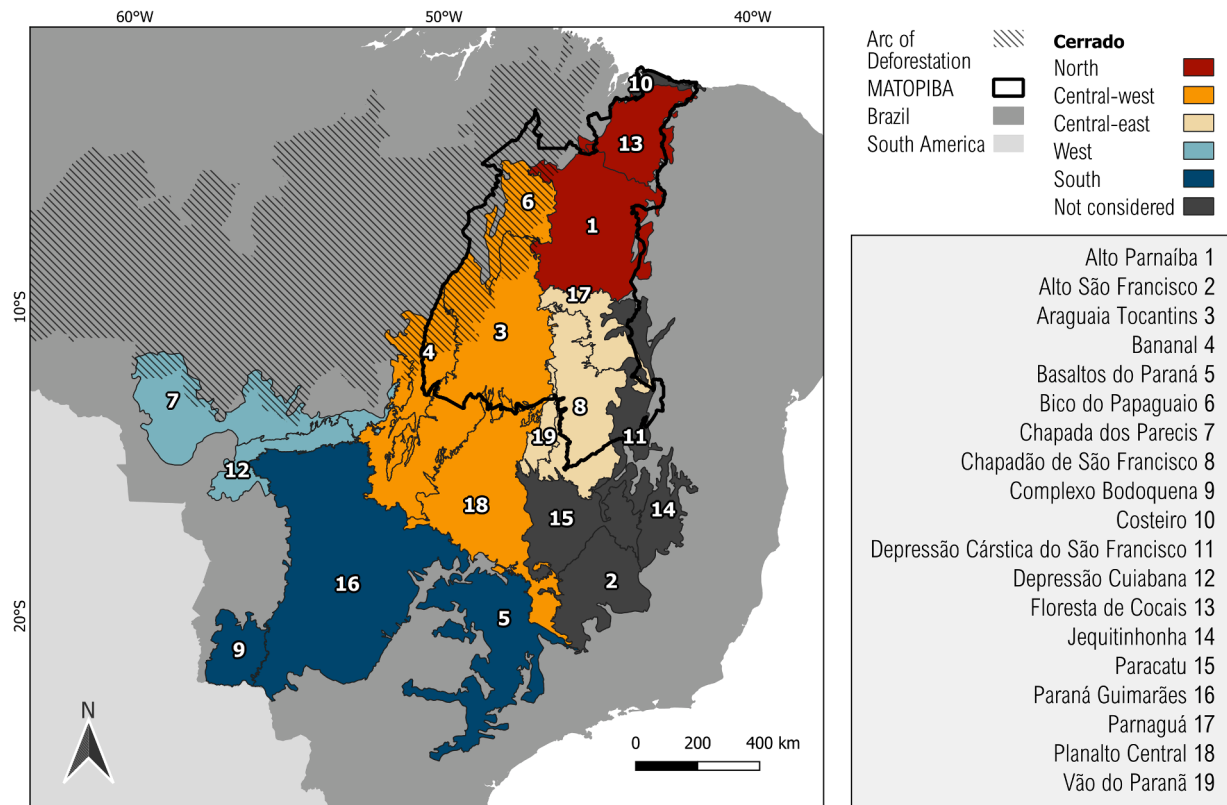 60°W
50°W
40°W
10°S
20°S
10
13
6
1
17
3
4
7
8
19
11
12
18
15
14
16
2
5
9
N
0 200 400 km
Arc of
Deforestation
MATOPIBA
Brazil
South America
Cerrado
North
Central-west
Central-east
West
South
Not considered
Alto Parnaíba 1
Alto São Francisco 2
Araguaia Tocantins 3
Bananal 4
Basaltos do Paraná 5
Bico do Papaguaio 6
Chapada dos Parecis 7
Chapadão de São Francisco 8
Complexo Bodoquena 9
Costeiro 10
Depressão Cárstica do São Francisco 11
Depressão Cuiabana 12
Floresta de Cocais 13
Jequitinhonha 14
Paracatu 15
Paraná Guimarães 16
Parnaguá 17
Planalto Central 18
Vão do Paranã 19